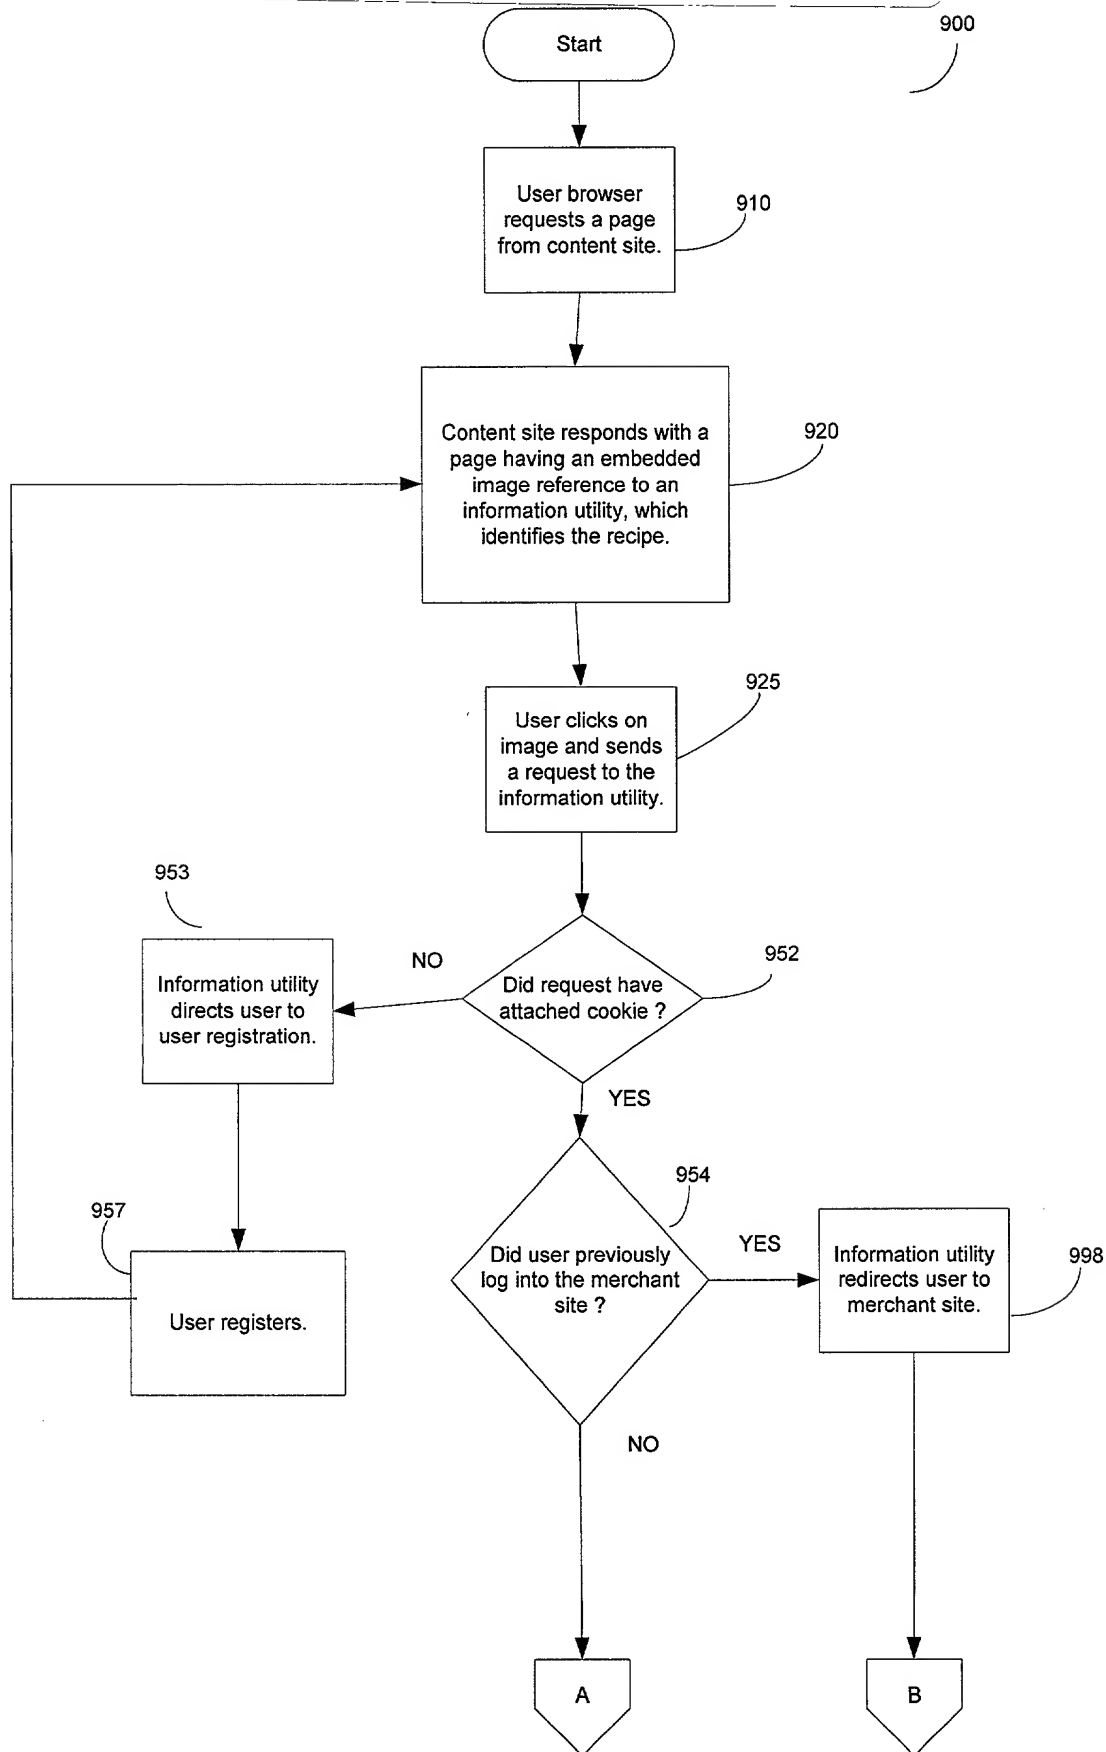 Start
900
User browser
requests a page
from content site.
910
Content site responds with a
page having an embedded
image reference to an
information utility, which
identifies the recipe.
920
User clicks on
image and sends
a request to the
information utility.
925
953
Information utility
directs user to
user registration.
NO
Did request have
attached cookie ?
952
YES
957
User registers.
954
Did user previously
log into the merchant
site ?
YES
Information utility
redirects user to
merchant site.
998
NO
A
B